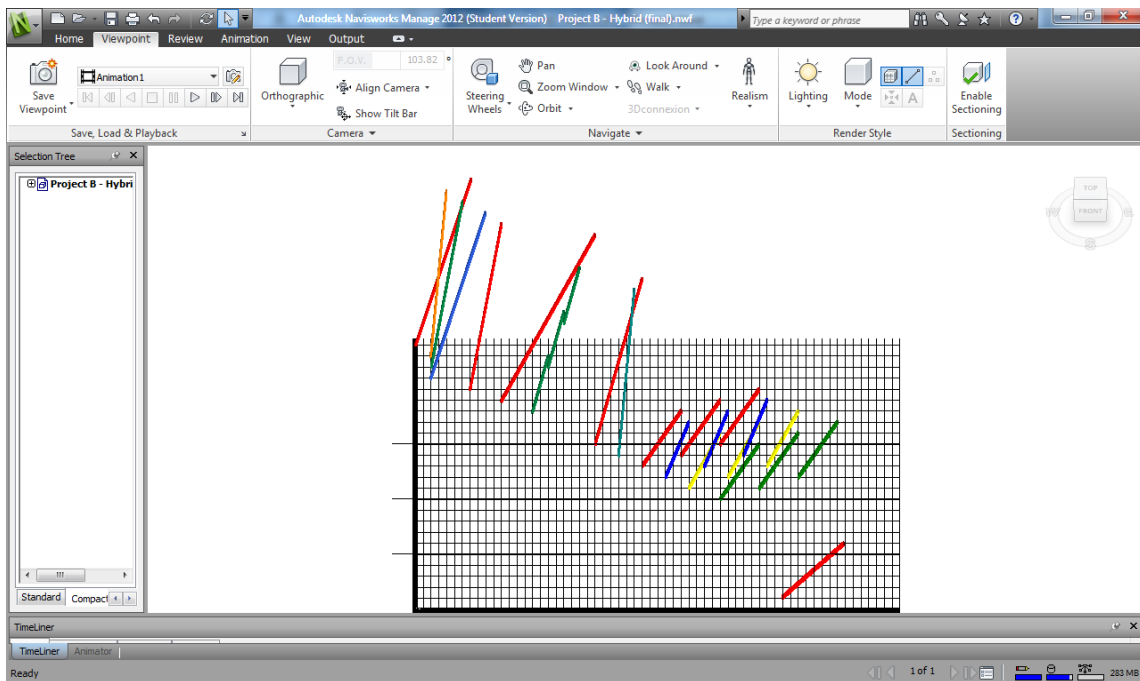 Autodesk Navisworks Manage 2012 (Student Version) Project B - Hybrid (final).nwf
Type a keyword or phrase
Home Viewpoint Review Animation View Output
Save Viewpoint
Animation1
Save, Load & Playback
Orthographic
F.O.V. 103.82 °
Align Camera
Show Tilt Bar
Camera
Steering Wheels
Pan
Zoom Window
Orbit
Look Around
Walk
3Dconnexion
Navigate
Realism
Lighting
Mode
A
Render Style
Enable Sectioning
Sectioning
Selection Tree
Project B - Hybri
TOP
FRONT
Standard Compact
TimeLiner
TimeLiner Animator
Ready
1 of 1
283 MB